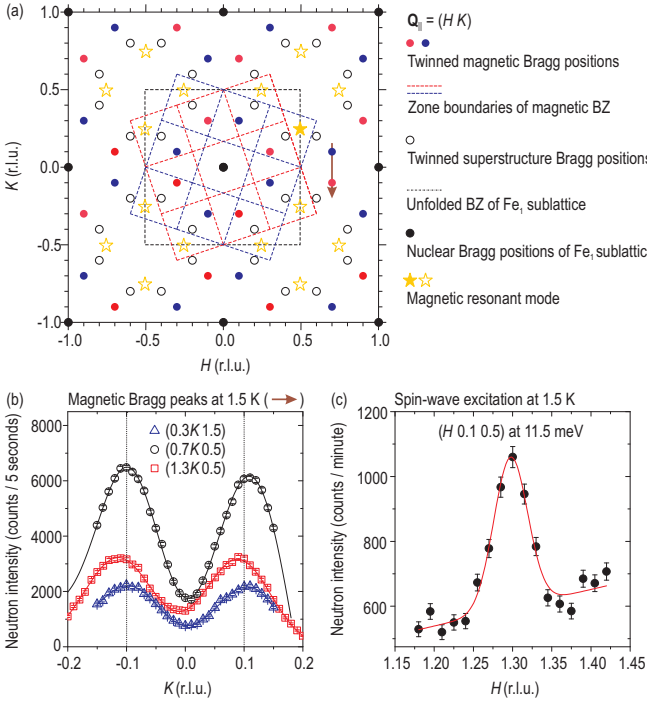 (a)
1.0
0.5
0.0
-0.5
-1.0
K (r.l.u.)
-1.0 -0.5 0.0 0.5 1.0
H (r.l.u.)
Q|| = (H K)
Twinned magnetic Bragg positions
Zone boundaries of magnetic BZ
Twinned superstructure Bragg positions
Unfolded BZ of Fe1 sublattice
Nuclear Bragg positions of Fe1 sublattice
Magnetic resonant mode
(b) Magnetic Bragg peaks at 1.5 K ( )
8000
6000
4000
2000
0
Neutron intensity (counts / 5 seconds)
(0.3K 1.5)
(0.7K 0.5)
(1.3K 0.5)
-0.2 -0.1 0.0 0.1 0.2
K (r.l.u.)
(c) Spin-wave excitation at 1.5 K
1200
1000
800
600
Neutron intensity (counts / minute)
(H 0.1 0.5) at 11.5 meV
1.15 1.20 1.25 1.30 1.35 1.40 1.45
H (r.l.u.)